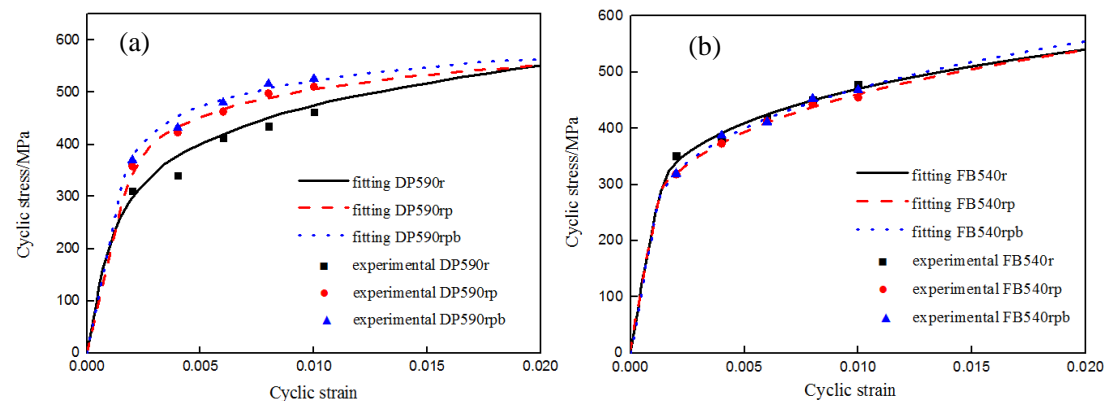 (a)
600
500
400
300
200
100
0
Cyclic stress/MPa
fitting DP590r
fitting DP590rp
fitting DP590rpb
experimental DP590r
experimental DP590rp
experimental DP590rpb
0.000
0.005
0.010
0.015
0.020
Cyclic strain
(b)
600
500
400
300
200
100
0
Cyclic stress/MPa
fitting FB540r
fitting FB540rp
fitting FB540rpb
experimental FB540r
experimental FB540rp
experimental FB540rpb
0.000
0.005
0.010
0.015
0.020
Cyclic strain